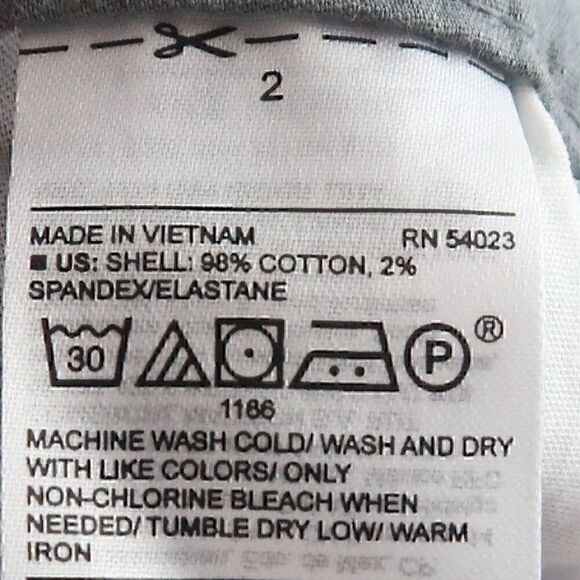 2
MADE IN VIETNAM RN 54023
US: SHELL: 98% COTTON, 2%
SPANDEX/ELASTANE
30 P ®
1186
MACHINE WASH COLD/ WASH AND DRY
WITH LIKE COLORS/ ONLY
NON-CHLORINE BLEACH WHEN
NEEDED/ TUMBLE DRY LOW/ WARM
IRON